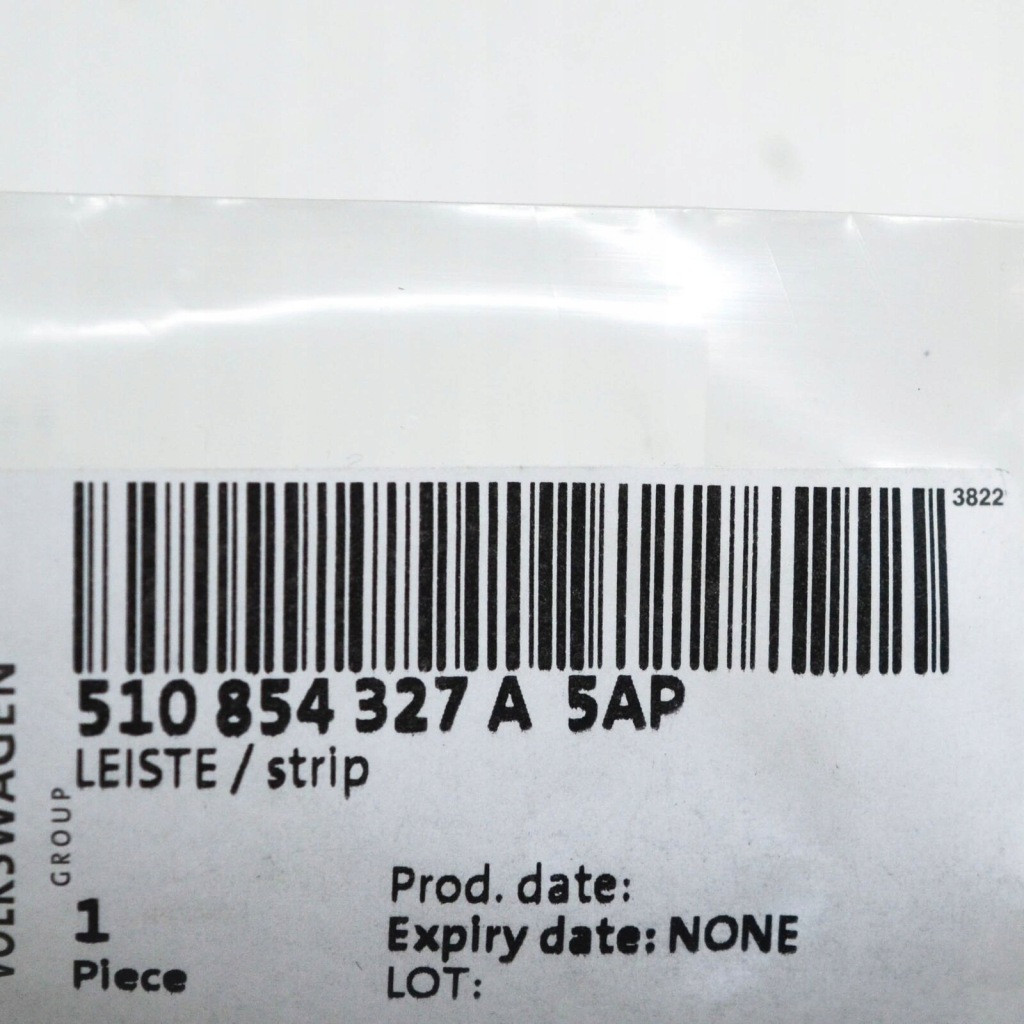 3822
510 854 327 A 5AP
LEISTE / strip
VOLKSWAGEN
GROUP
1
Piece
Prod. date:
Expiry date: NONE
LOT: